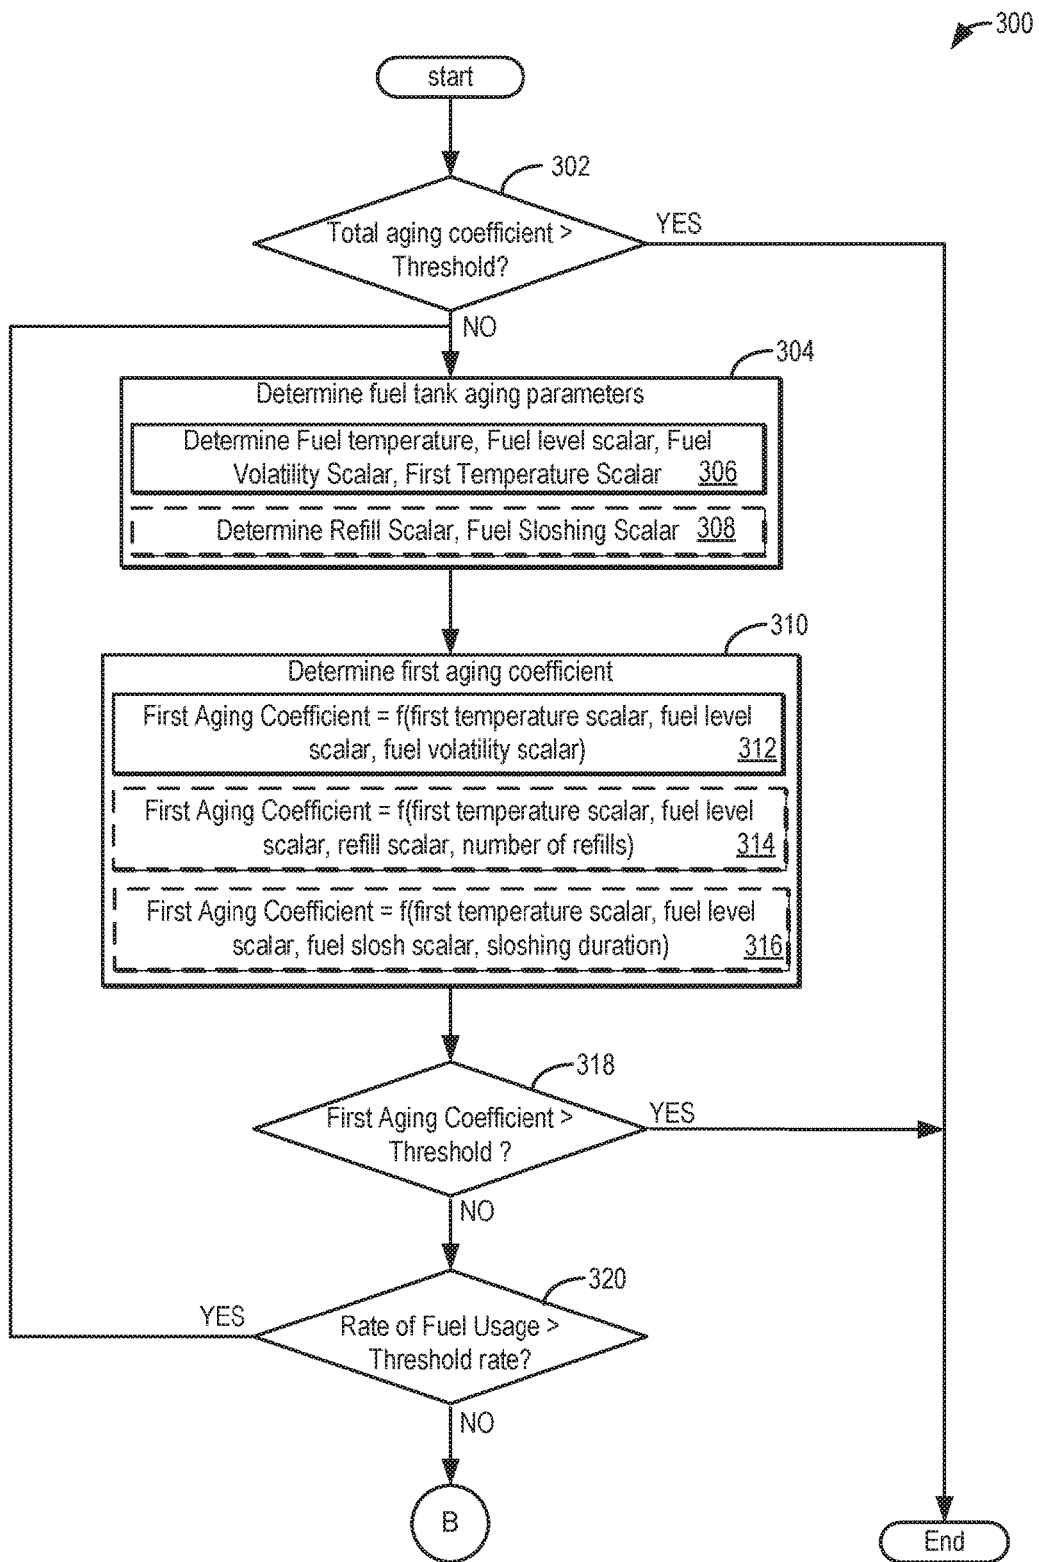 300
start
302
Total aging coefficient >
Threshold?
YES
NO
304
Determine fuel tank aging parameters
Determine Fuel temperature, Fuel level scalar, Fuel
Volatility Scalar, First Temperature Scalar 306
Determine Refill Scalar, Fuel Sloshing Scalar 308
310
Determine first aging coefficient
First Aging Coefficient = f(first temperature scalar, fuel level
scalar, fuel volatility scalar) 312
First Aging Coefficient = f(first temperature scalar, fuel level
scalar, refill scalar, number of refills) 314
First Aging Coefficient = f(first temperature scalar, fuel level
scalar, fuel slosh scalar, sloshing duration) 316
318
First Aging Coefficient >
Threshold ?
YES
NO
320
YES
Rate of Fuel Usage >
Threshold rate?
NO
B
End